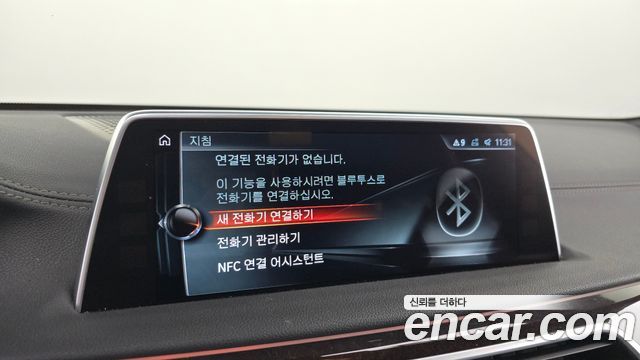 지침
9 11:31
연결된 전화기가 없습니다.
이 기능을 사용하시려면 블루투스로
전화기를 연결하십시오.
새 전화기 연결하기
전화기 관리하기
NFC 연결 어시스턴트
신뢰를 더하다
encar.com